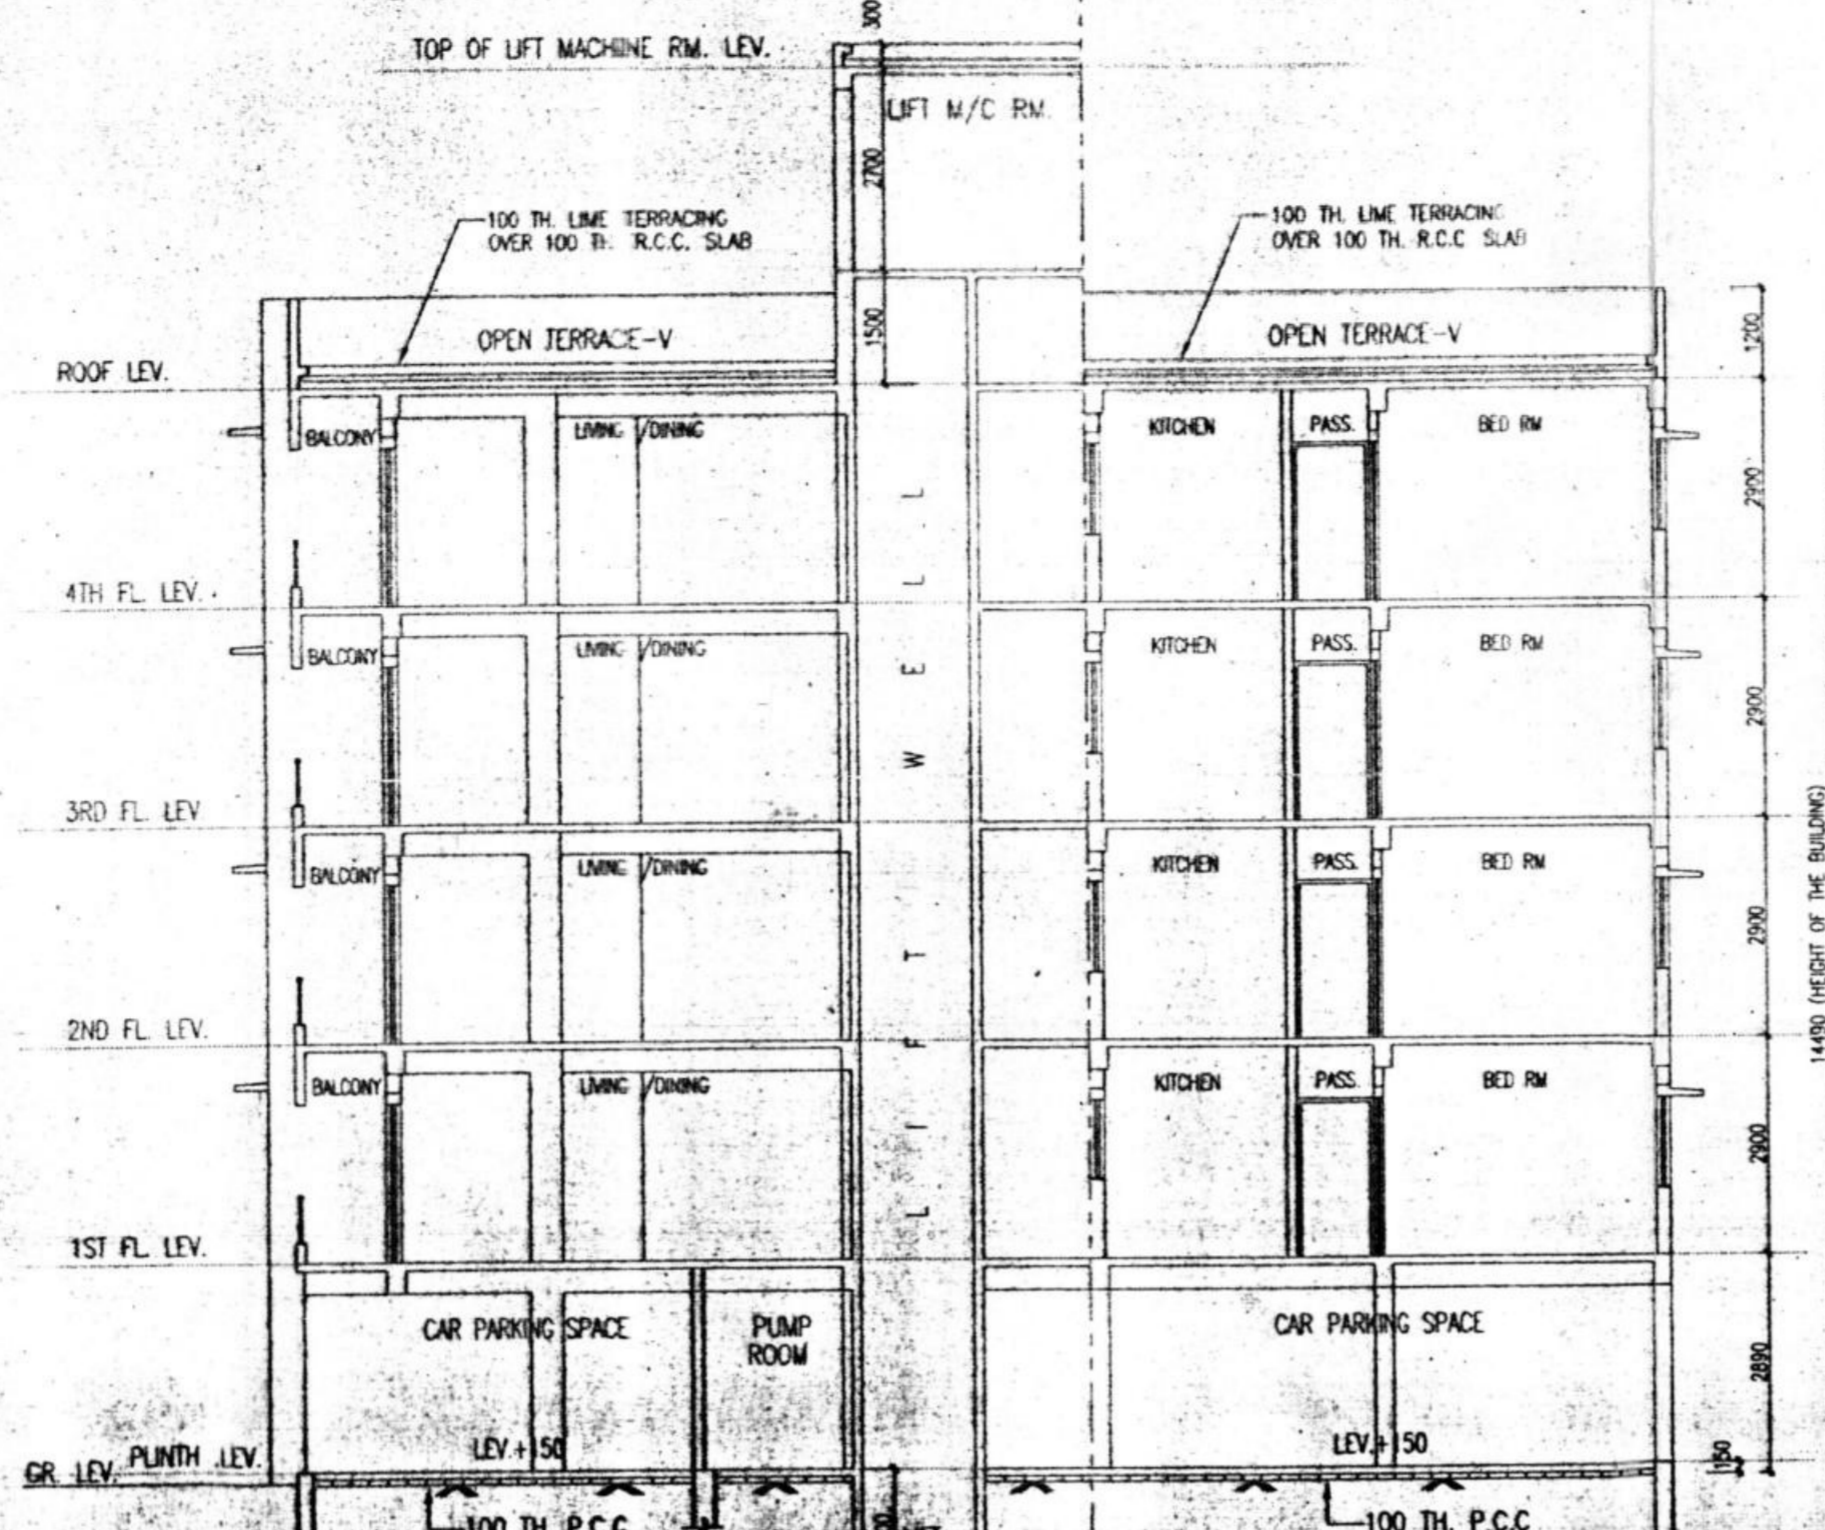 300
TOP OF LIFT MACHINE RM. LEV.
LIFT M/C RM.
2700
100 TH. LIME TERRACING
OVER 100 TH. R.C.C. SLAB
100 TH. LIME TERRACING
OVER 100 TH. R.C.C SLAB
1500
1200
OPEN TERRACE-V
OPEN TERRACE-V
ROOF LEV.
BALCONY
LIVING /DINING
KITCHEN
PASS.
BED RM
2900
4TH FL. LEV.
BALCONY
LIVING /DINING
KITCHEN
PASS.
BED RM
2900
3RD FL. LEV
BALCONY
LIVING /DINING
KITCHEN
PASS.
BED RM
2900
2ND FL. LEV.
BALCONY
LIVING /DINING
KITCHEN
PASS.
BED RM
2900
1ST FL. LEV.
LIFT WELL
14490 (HEIGHT OF THE BUILDING)
CAR PARKING SPACE
PUMP
ROOM
CAR PARKING SPACE
2890
LEV.+150
LEV.+150
150
GR. LEV.
PLINTH LEV.
100 TH. P.C.C
100 TH. P.C.C